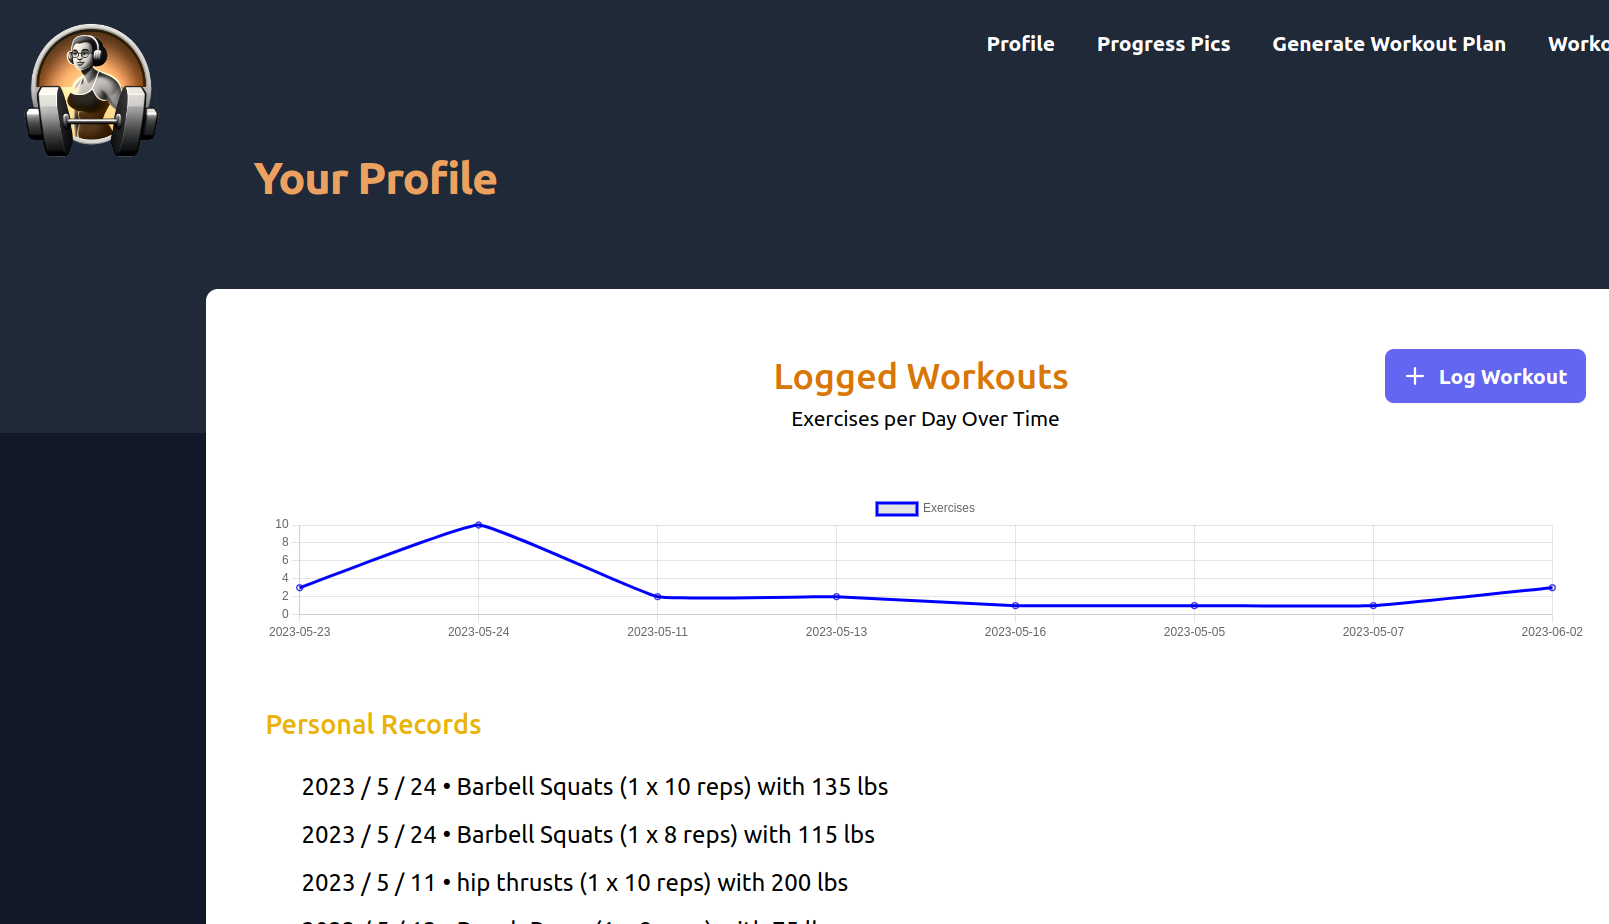 Profile Progress Pics Generate Workout Plan
Your Profile
Logged Workouts
+ Log Workout
Exercises per Day Over Time
Exercises
10
8
6
4
2
0
2023-05-23 2023-05-24 2023-05-11 2023-05-13 2023-05-16 2023-05-05 2023-05-07 2023-06-02
Personal Records
2023 / 5 / 24 • Barbell Squats (1 x 10 reps) with 135 lbs
2023 / 5 / 24 • Barbell Squats (1 x 8 reps) with 115 lbs
2023 / 5 / 11 • hip thrusts (1 x 10 reps) with 200 lbs